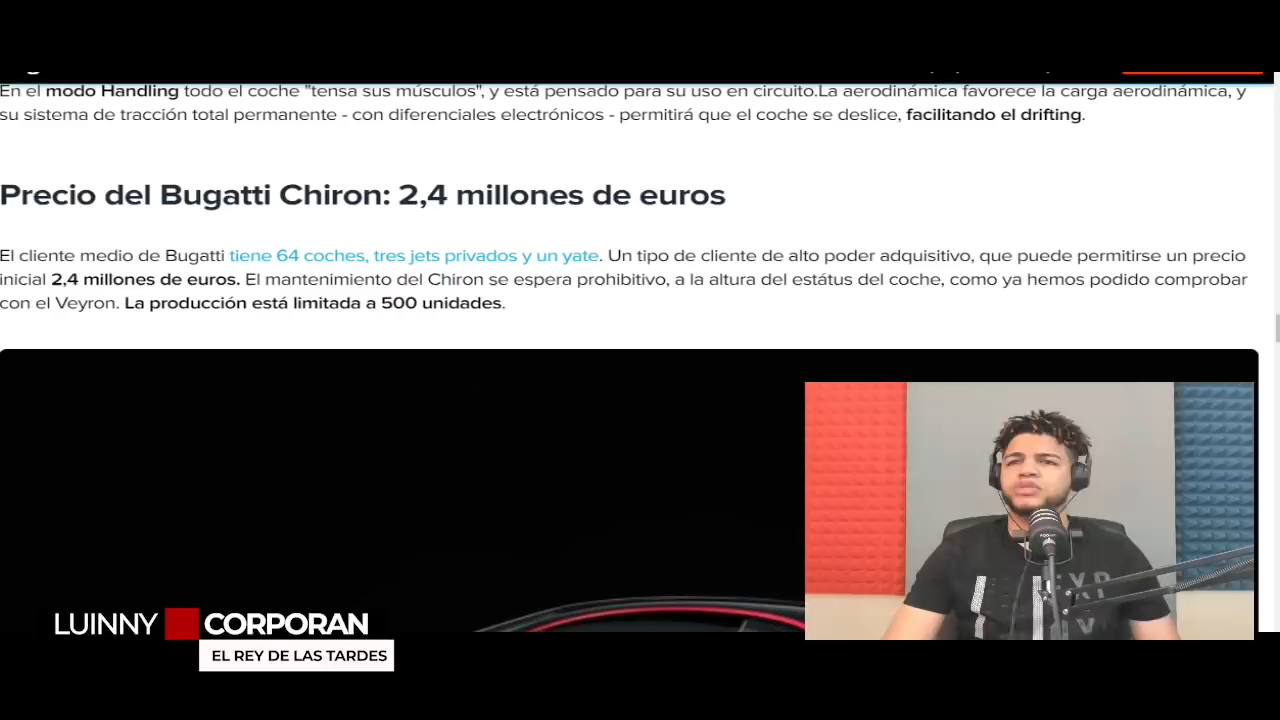 En el modo Handling todo el coche "tensa sus músculos", y está pensado para su uso en circuito.La aerodinámica favorece la carga aerodinámica, y
su sistema de tracción total permanente - con diferenciales electrónicos - permitirá que el coche se deslice, facilitando el drifting.
Precio del Bugatti Chiron: 2,4 millones de euros
El cliente medio de Bugatti tiene 64 coches, tres jets privados y un yate. Un tipo de cliente de alto poder adquisitivo, que puede permitirse un precio
inicial 2,4 millones de euros. El mantenimiento del Chiron se espera prohibitivo, a la altura del estátus del coche, como ya hemos podido comprobar
con el Veyron. La producción está limitada a 500 unidades.
LUINNY CORPORAN
EL REY DE LAS TARDES